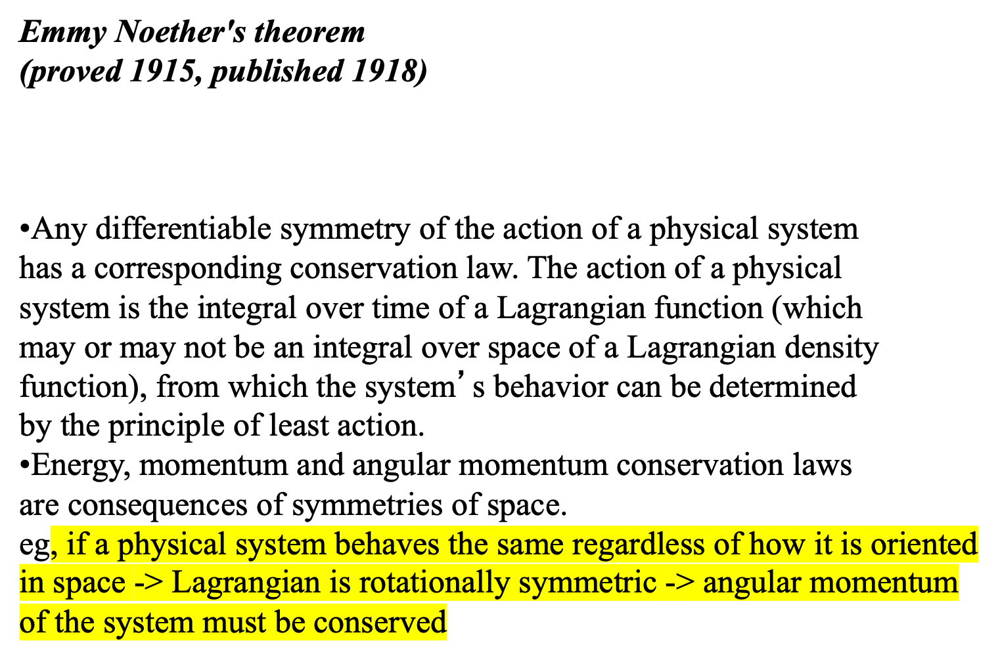 Emmy Noether's theorem
(proved 1915, published 1918)
•Any differentiable symmetry of the action of a physical system
has a corresponding conservation law. The action of a physical
system is the integral over time of a Lagrangian function (which
may or may not be an integral over space of a Lagrangian density
function), from which the system’s behavior can be determined
by the principle of least action.
•Energy, momentum and angular momentum conservation laws
are consequences of symmetries of space.
eg, if a physical system behaves the same regardless of how it is oriented
in space -> Lagrangian is rotationally symmetric -> angular momentum
of the system must be conserved